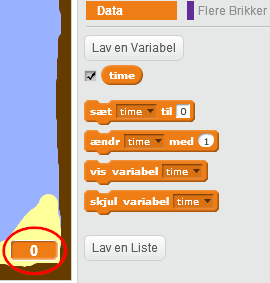 Data
Flere Brikker
Lav en Variabel
time
sæt time til 0
ændr time med 1
vis variabel time
skjul variabel time
0
Lav en Liste